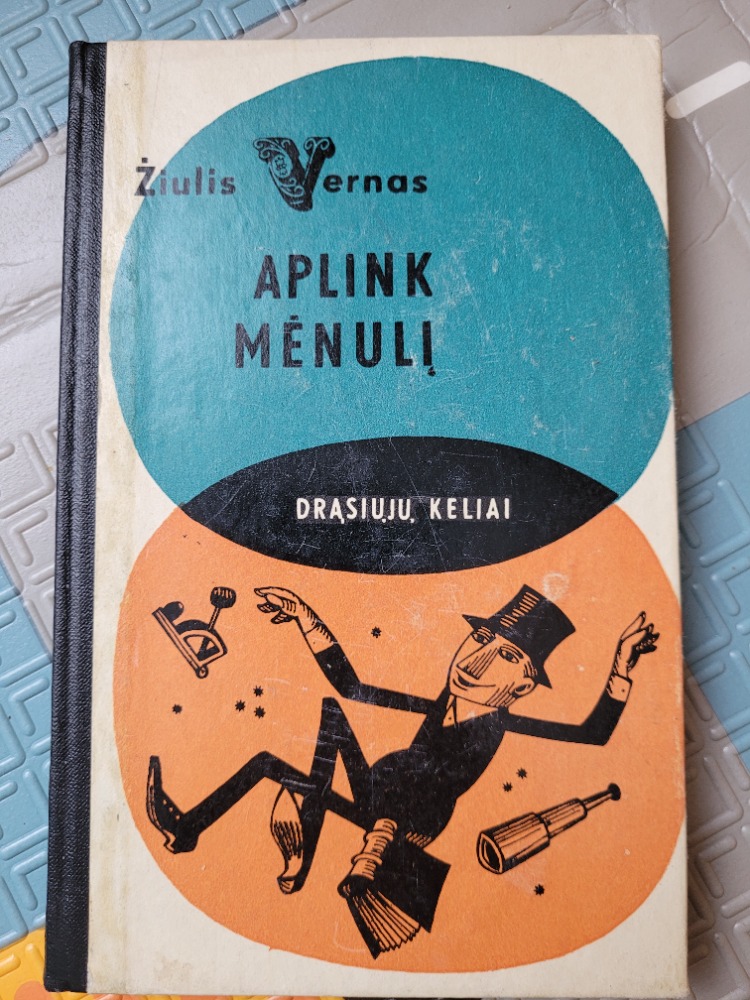 Žiulis Vernas
APLINK
MĖNULĮ
DRĄSIŲJŲ KELIAI